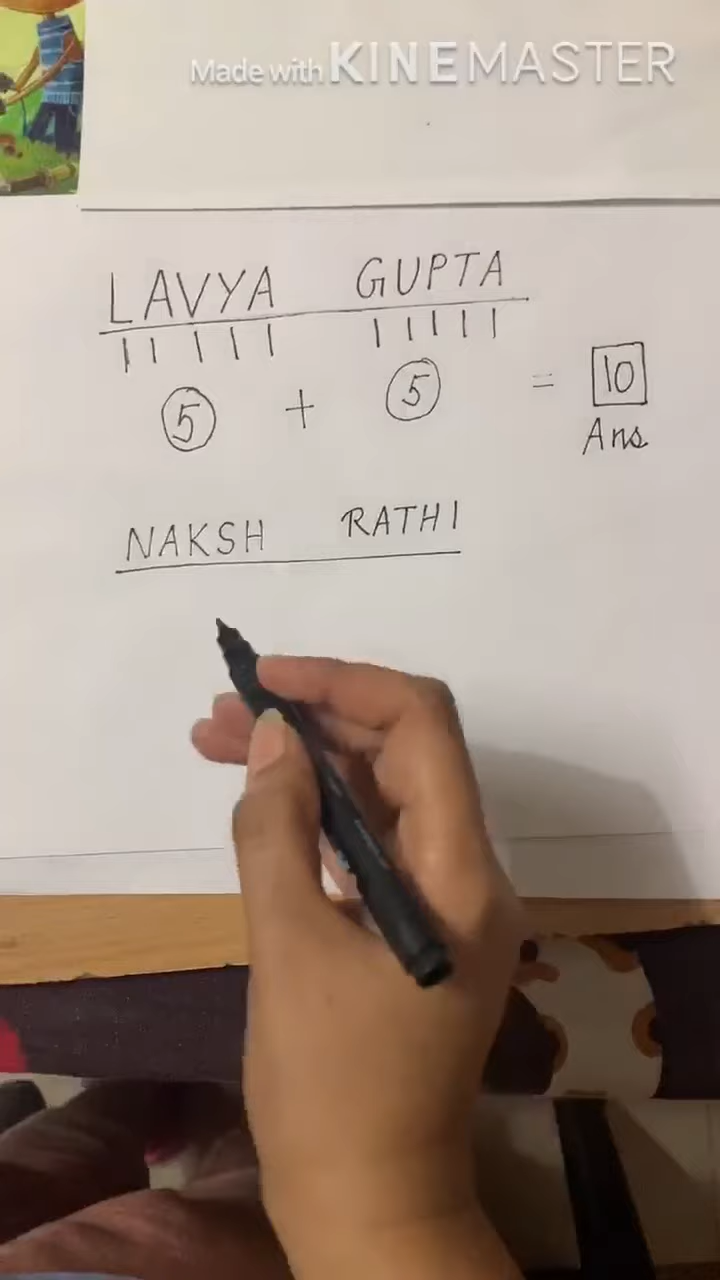 Made with KINEMASTER
LAVYA GUPTA
5 + 5 = 10
Ans
NAKSH RATHI